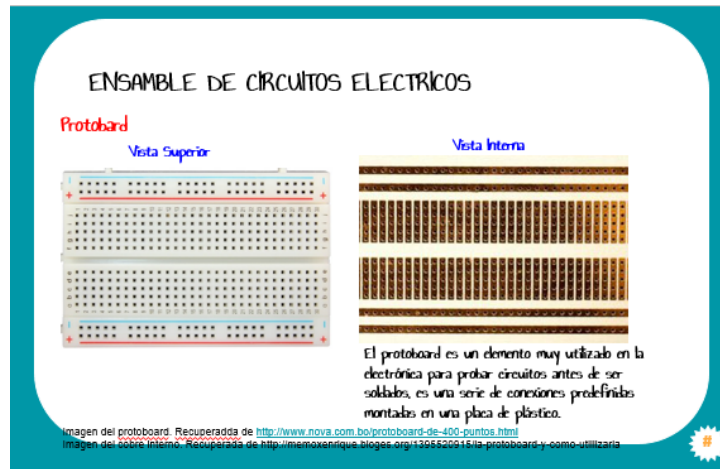 ENSAMBLE DE CIRCUITOS ELECTRICOS
Protobard
Vista Superior
Vista Interna
El protoboard es un elemento muy utilizado en la
electrónica para probar circuitos antes de ser
soldados, es una serie de conexiones predefinidas
montadas en una placa de plástico.
Imagen del protoboard. Recuperadda de http://www.nova.com.bo/protoboard-de-400-puntos.html
Imagen del cobre interno. Recuperada de http://memoxenrique.bloges.org/1395520915/la-protoboard-y-como-utilizarla
#